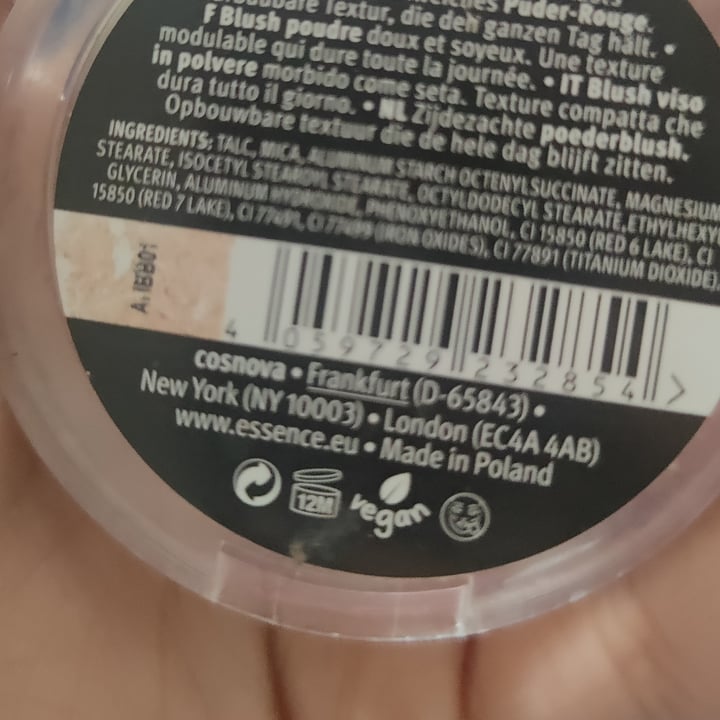 Textur, die den ganzen Tag hält. •
Puder-Rouge.
F Blush poudre doux et soyeux. Une texture
modulable qui dure toute la journée. • IT Blush viso
in polvere morbido come seta. Texture compatta che
dura tutto il giorno. • NL Zijdezachte poederblush.
Opbouwbare textuur die de hele dag blijft zitten.
INGREDIENTS: TALC, MICA, ALUMINUM STARCH OCTENYLSUCCINATE, MAGNESIUM
STEARATE, ISOCETYL STEAROYL STEARATE, OCTYLDODECYL STEARATE, ETHYLHEXY
GLYCERIN, ALUMINUM HYDROXIDE, PHENOXYETHANOL, CI 15850 (RED 6 LAKE), CI
15850 (RED 7 LAKE), CI 77491, CI 77499 (IRON OXIDES), CI 77891 (TITANIUM DIOXIDE).
4 059729 232854 >
cosnova • Frankfurt (D-65843) •
New York (NY 10003) • London (EC4A 4AB)
www.essence.eu • Made in Poland
12M vegan